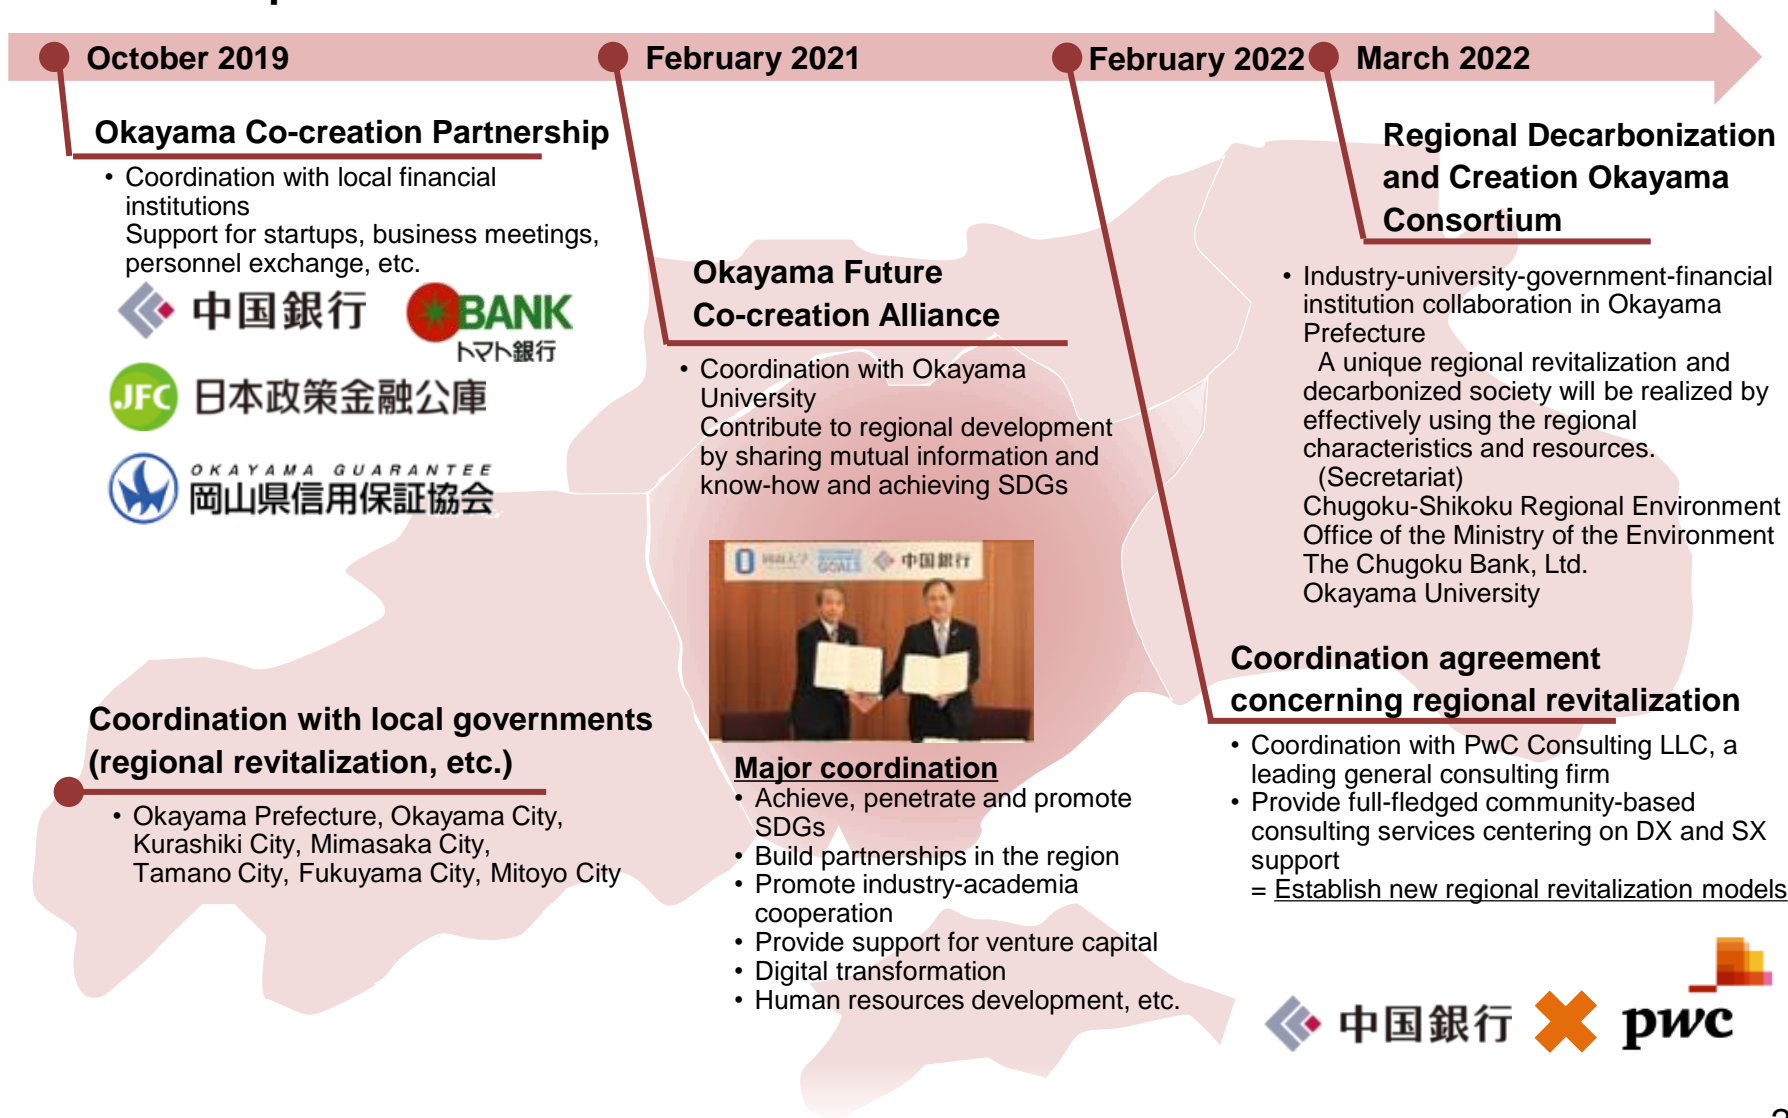 October 2019
February 2021
February 2022
March 2022
Okayama Co-creation Partnership
• Coordination with local financial
institutions
Support for startups, business meetings,
personnel exchange, etc.
中国銀行
BANK
トマト銀行
JFC 日本政策金融公庫
OKAYAMA GUARANTEE
岡山県信用保証協会
Coordination with local governments
(regional revitalization, etc.)
• Okayama Prefecture, Okayama City,
Kurashiki City, Mimasaka City,
Tamano City, Fukuyama City, Mitoyo City
Okayama Future
Co-creation Alliance
• Coordination with Okayama
University
Contribute to regional development
by sharing mutual information and
know-how and achieving SDGs
GOALS
中国銀行
Major coordination
• Achieve, penetrate and promote
SDGs
• Build partnerships in the region
• Promote industry-academia
cooperation
• Provide support for venture capital
• Digital transformation
• Human resources development, etc.
Regional Decarbonization
and Creation Okayama
Consortium
• Industry-university-government-financial
institution collaboration in Okayama
Prefecture
A unique regional revitalization and
decarbonized society will be realized by
effectively using the regional
characteristics and resources.
(Secretariat)
Chugoku-Shikoku Regional Environment
Office of the Ministry of the Environment
The Chugoku Bank, Ltd.
Okayama University
Coordination agreement
concerning regional revitalization
• Coordination with PwC Consulting LLC, a
leading general consulting firm
• Provide full-fledged community-based
consulting services centering on DX and SX
support
= Establish new regional revitalization models
中国銀行
pwc